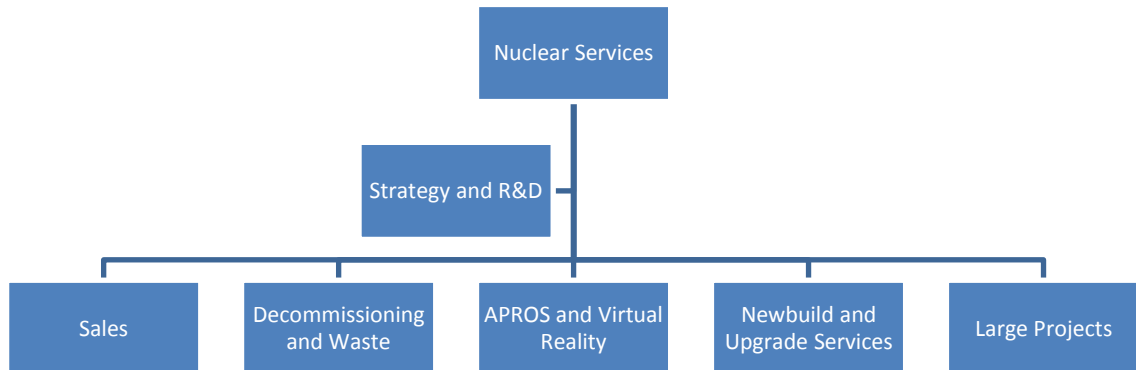 Nuclear Services
Strategy and R&D
Sales
Decommissioning
and Waste
APROS and Virtual
Reality
Newbuild and
Upgrade Services
Large Projects